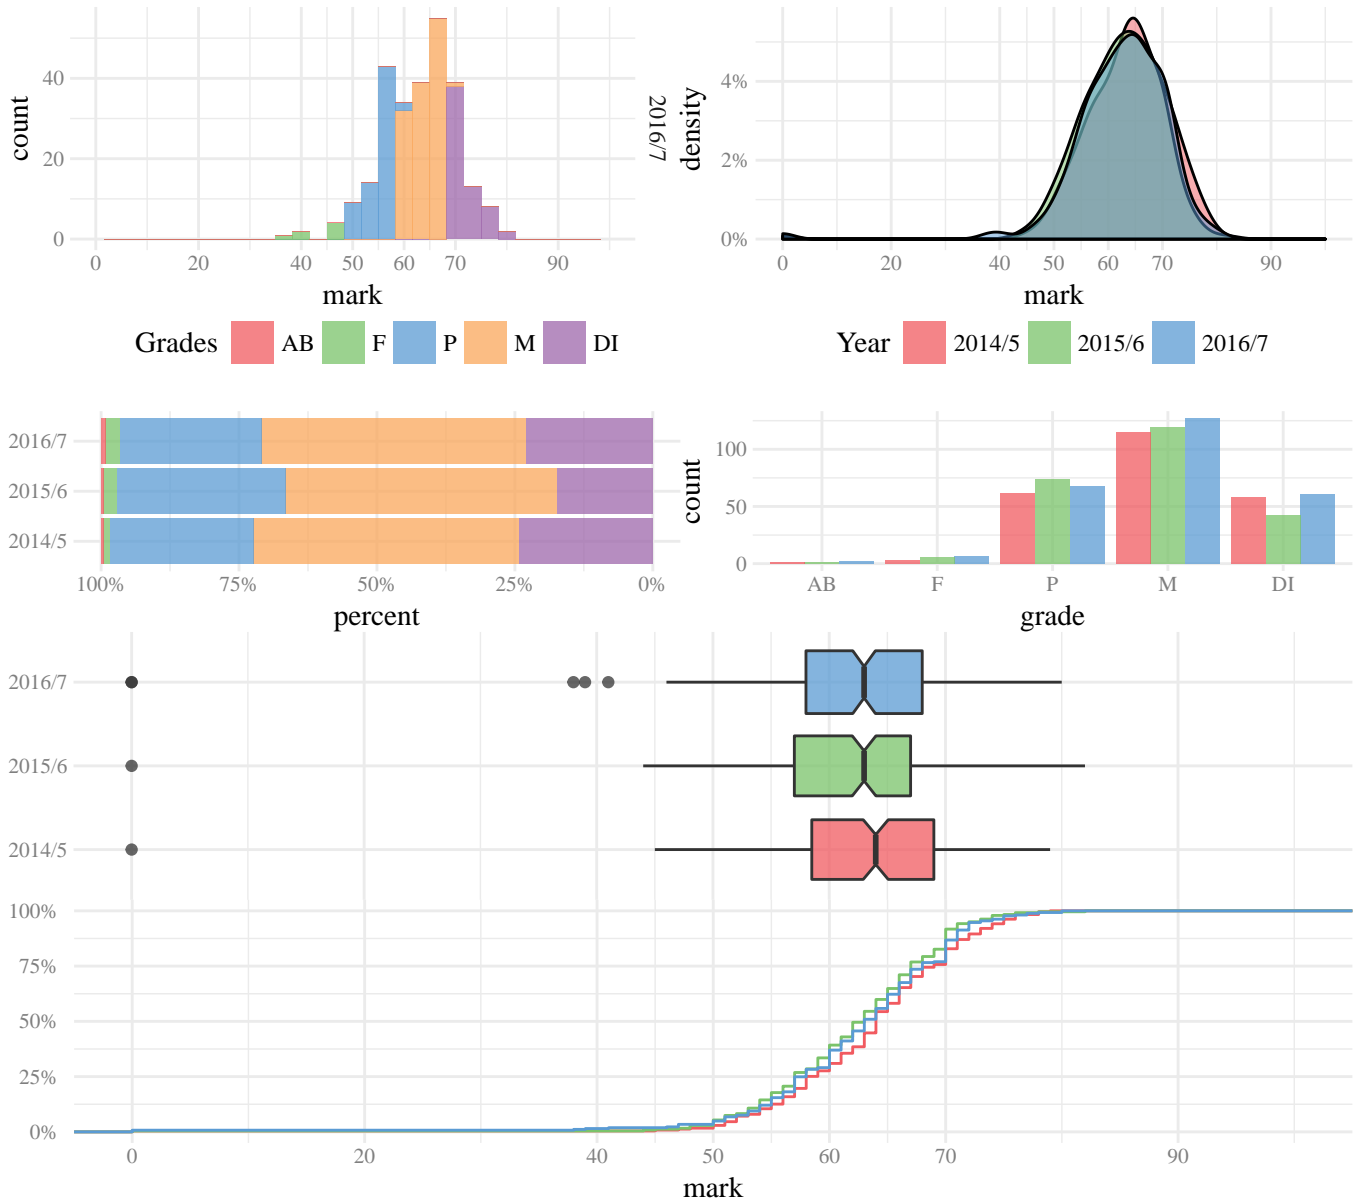 40
20
0
count
0 20 40 50 60 70 90
mark
2016/7
Grades AB F P M DI
4%
2%
0%
density
0 20 40 50 60 70 90
mark
Year 2014/5 2015/6 2016/7
2016/7
2015/6
2014/5
100% 75% 50% 25% 0%
percent
100
50
0
count
AB F P M DI
grade
2016/7
2015/6
2014/5
100%
75%
50%
25%
0%
0 20 40 50 60 70 90
mark